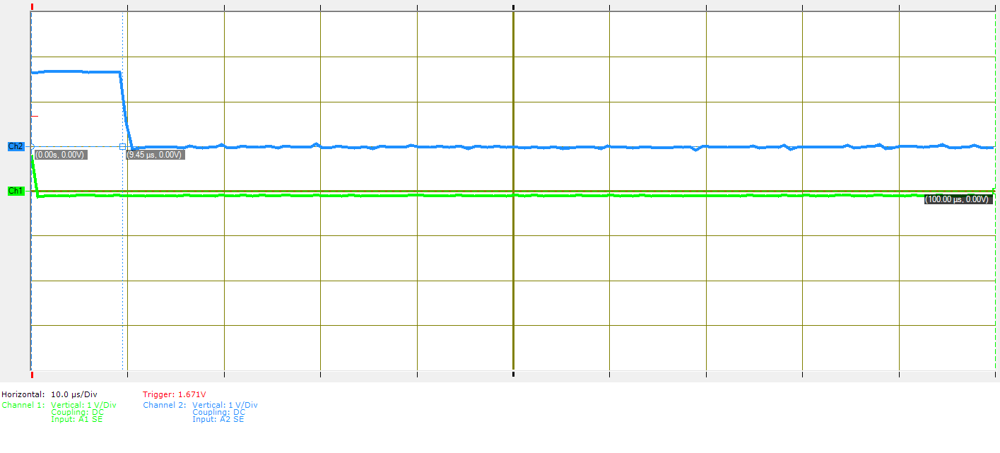 Ch2
(0.00s, 0.00V)
(9.45 µs, 0.00V)
Ch1
(100.00 µs, 0.00V)
Horizontal: 10.0 µs/Div
Trigger: 1.671V
Channel 1: Vertical: 1 V/Div
Coupling: DC
Input: A1 SE
Channel 2: Vertical: 1 V/Div
Coupling: DC
Input: A2 SE